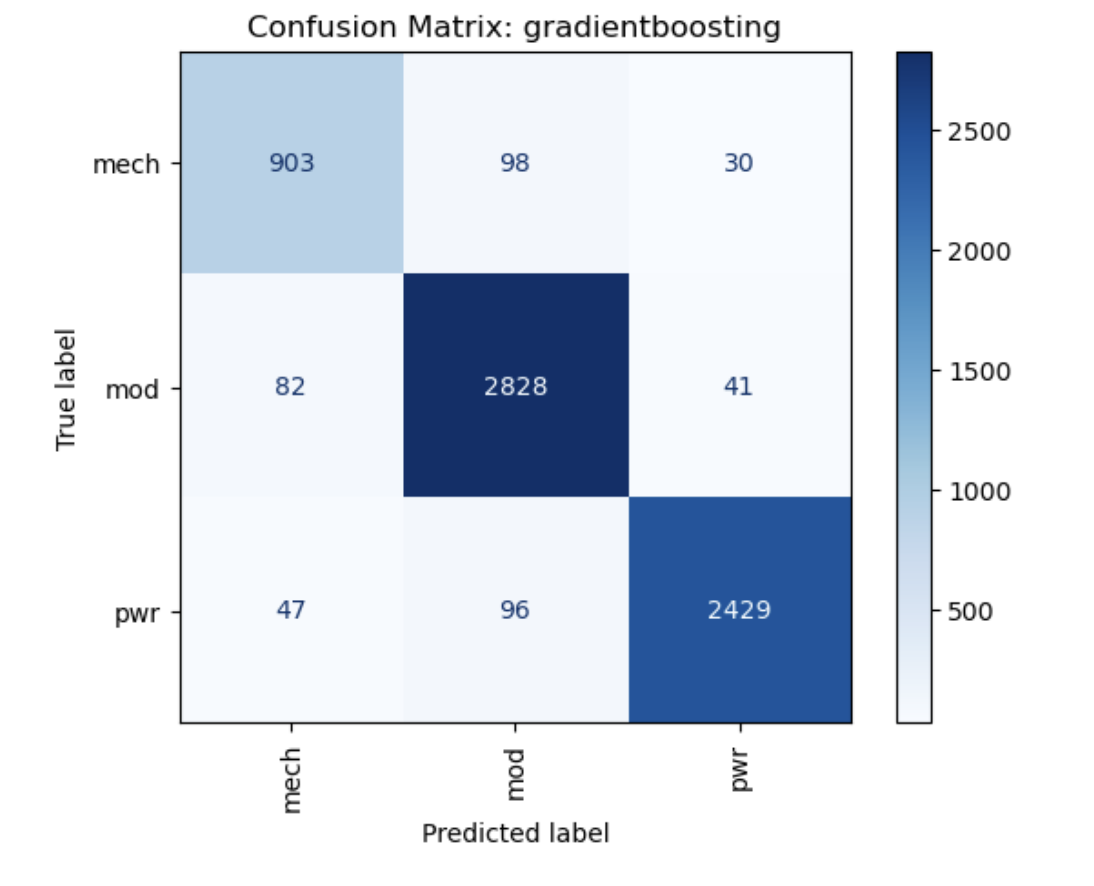 Confusion Matrix: gradientboosting
mech 903 98 30
mod 82 2828 41
pwr 47 96 2429
True label
mech mod pwr
Predicted label
2500
2000
1500
1000
500